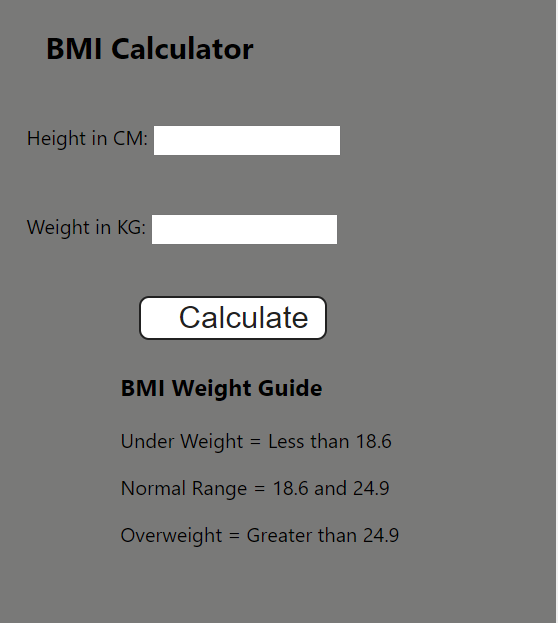 BMI Calculator
Height in CM:
Weight in KG:
Calculate
BMI Weight Guide
Under Weight = Less than 18.6
Normal Range = 18.6 and 24.9
Overweight = Greater than 24.9